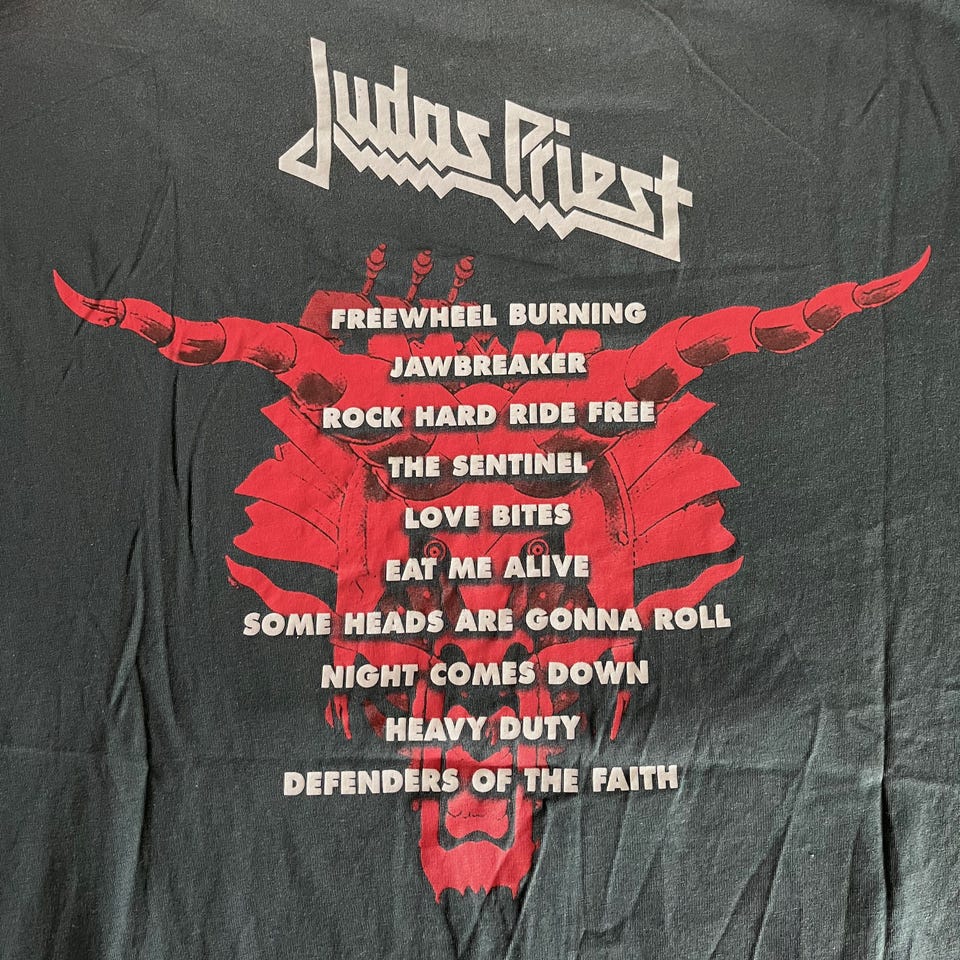 Judas Priest
FREEWHEEL BURNING
JAWBREAKER
ROCK HARD RIDE FREE
THE SENTINEL
LOVE BITES
EAT ME ALIVE
SOME HEADS ARE GONNA ROLL
NIGHT COMES DOWN
HEAVY DUTY
DEFENDERS OF THE FAITH